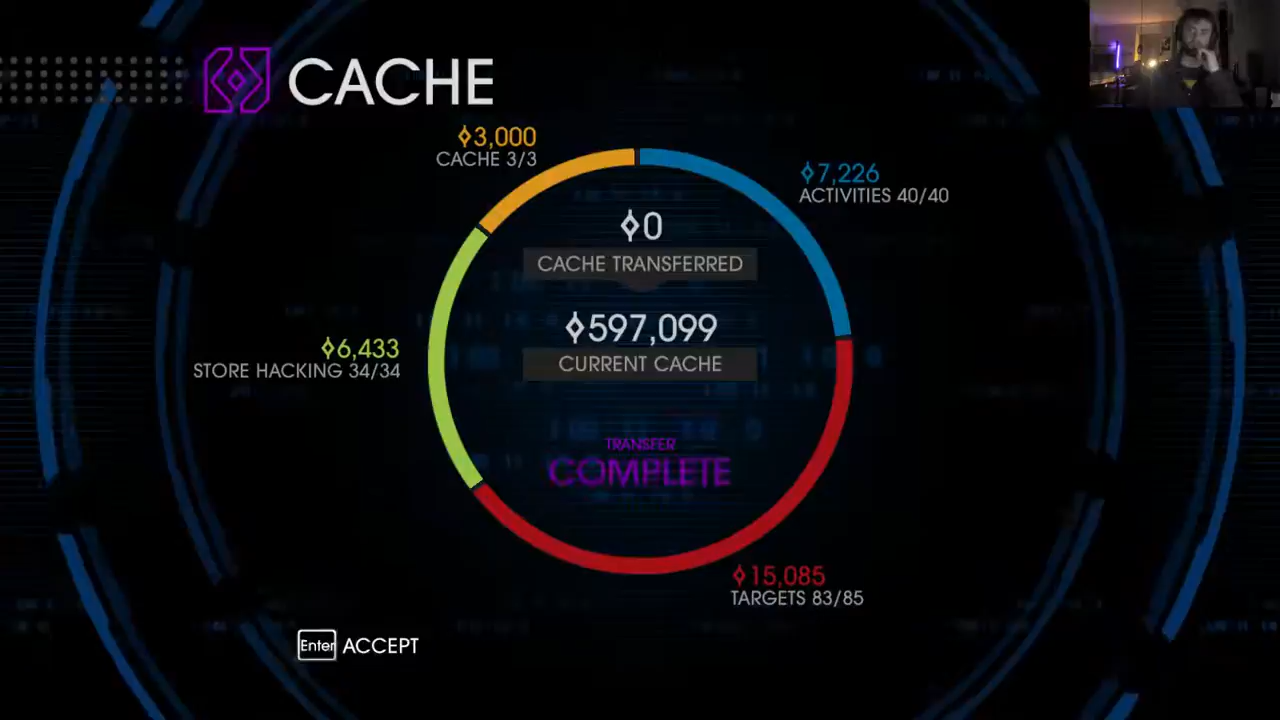 CACHE
3,000
CACHE 3/3
7,226
ACTIVITIES 40/40
0
CACHE TRANSFERRED
597,099
CURRENT CACHE
6,433
STORE HACKING 34/34
TRANSFER
COMPLETE
15,085
TARGETS 83/85
Enter ACCEPT